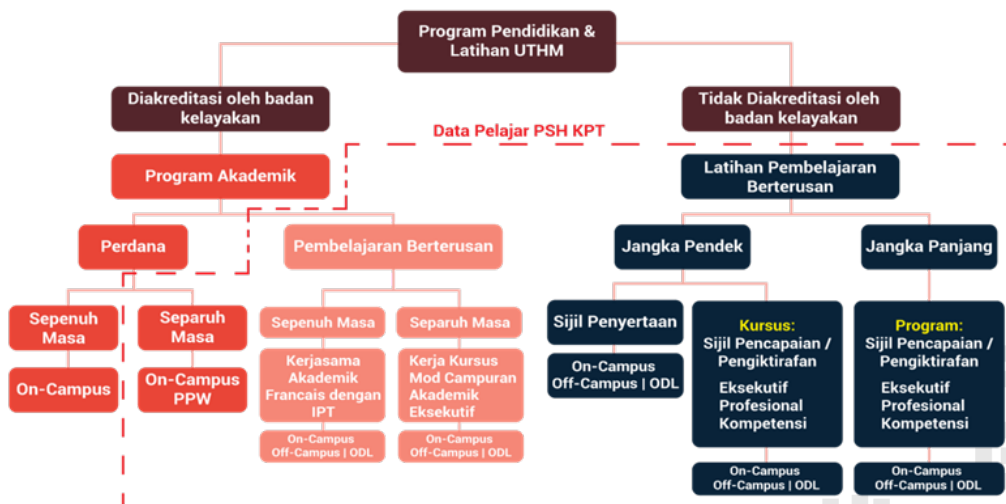 Program Pendidikan &
Latihan UTHM
Diakreditasi oleh badan
kelayakan
Tidak Diakreditasi oleh
badan kelayakan
Data Pelajar PSH KPT
Program Akademik
Latihan Pembelajaran
Berterusan
Perdana
Pembelajaran Berterusan
Jangka Pendek
Jangka Panjang
Sepenuh
Masa
On-Campus
Separuh
Masa
On-Campus
PPW
Sepenuh Masa
Kerjasama
Akademik
Francais dengan
IPT
On-Campus
Off-Campus | ODL
Separuh Masa
Kerja Kursus
Mod Campuran
Akademik
Eksekutif
On-Campus
Off-Campus | ODL
Sijil Penyertaan
On-Campus
Off-Campus | ODL
Kursus:
Sijil Pencapaian /
Pengiktirafan
Eksekutif
Profesional
Kompetensi
On-Campus
Off-Campus | ODL
Program:
Sijil Pencapaian /
Pengiktirafan
Eksekutif
Profesional
Kompetensi
On-Campus
Off-Campus | ODL